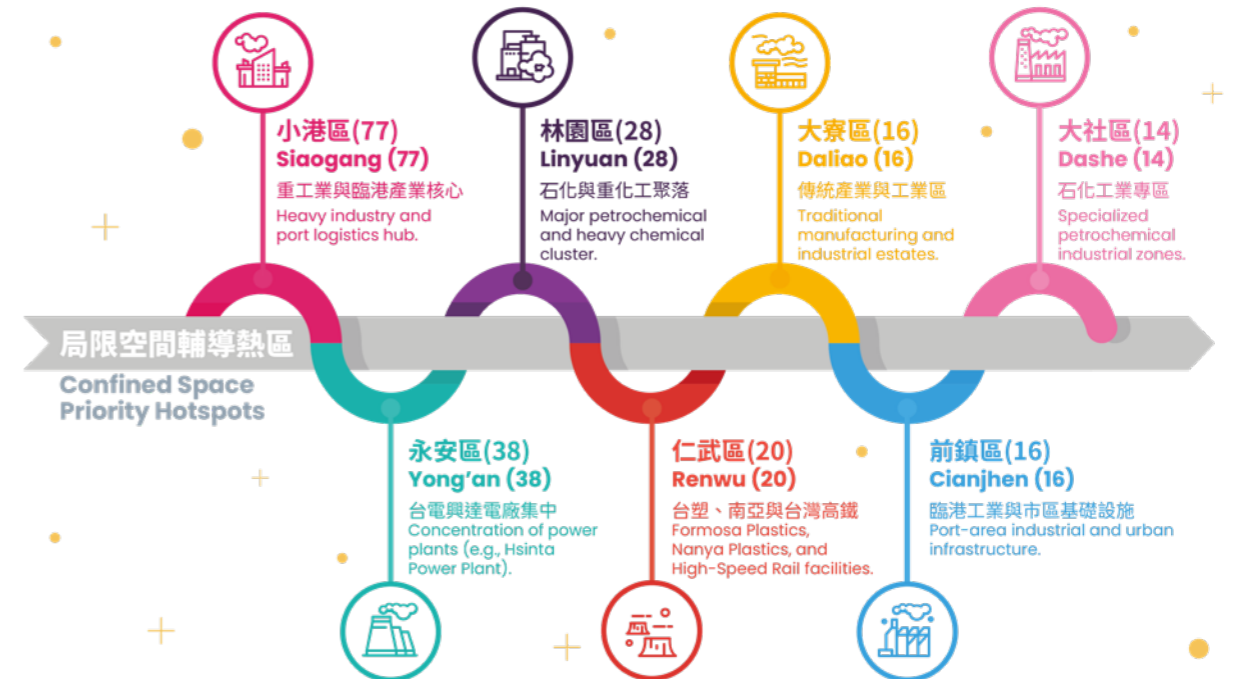 小港區(77)
Siaogang (77)
重工業與臨港產業核心
Heavy industry and
port logistics hub.
林園區(28)
Linyuan (28)
石化與重化工聚落
Major petrochemical
and heavy chemical
cluster.
大寮區(16)
Daliao (16)
傳統產業與工業區
Traditional
manufacturing and
industrial estates.
大社區(14)
Dashe (14)
石化工業專區
Specialized
petrochemical
industrial zones.
局限空間輔導熱區
Confined Space
Priority Hotspots
永安區(38)
Yong’an (38)
台電興達電廠集中
Concentration of power
plants (e.g., Hsinta
Power Plant).
仁武區(20)
Renwu (20)
台塑、南亞與台灣高鐵
Formosa Plastics,
Nanya Plastics, and
High-Speed Rail facilities.
前鎮區(16)
Cianjhen (16)
臨港工業與市區基礎設施
Port-area industrial and urban
infrastructure.